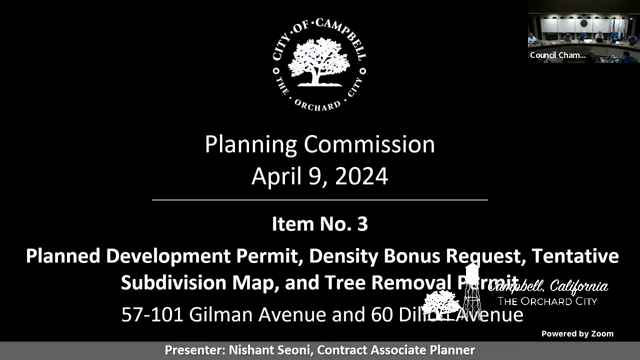 CITY·OF·CAMPBELL
THE · ORCHARD · CITY
Council Cham...
Planning Commission
April 9, 2024
Item No. 3
Planned Development Permit, Density Bonus Request, Tentative
Subdivision Map, and Tree Removal Permit
57-101 Gilman Avenue and 60 Dillon Avenue
Campbell, California
THE ORCHARD CITY
Powered by Zoom
Presenter: Nishant Seoni, Contract Associate Planner